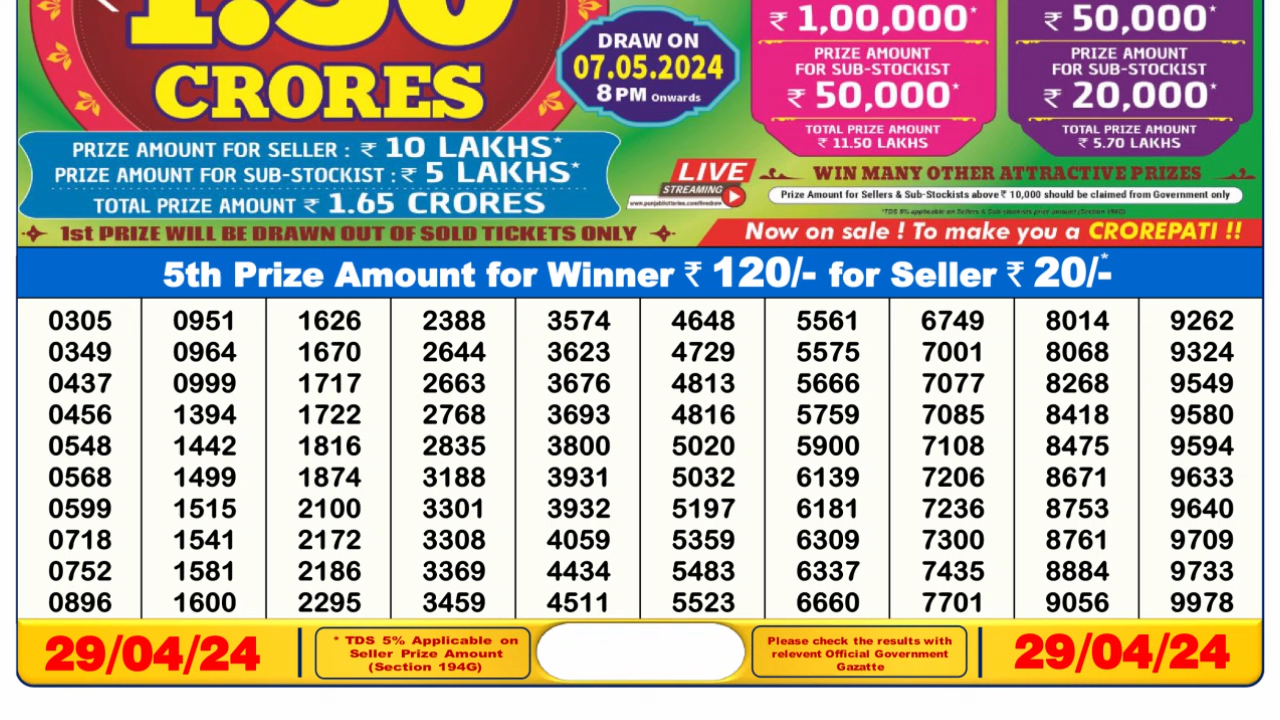 1.50
CRORES
DRAW ON
07.05.2024
8 PM Onwards
₹ 1,00,000*
PRIZE AMOUNT
FOR SUB-STOCKIST
₹ 50,000*
TOTAL PRIZE AMOUNT
₹ 11.50 LAKHS
₹ 50,000*
PRIZE AMOUNT
FOR SUB-STOCKIST
₹ 20,000*
TOTAL PRIZE AMOUNT
₹ 5.70 LAKHS
PRIZE AMOUNT FOR SELLER : ₹ 10 LAKHS*
PRIZE AMOUNT FOR SUB-STOCKIST : ₹ 5 LAKHS*
TOTAL PRIZE AMOUNT ₹ 1.65 CRORES
LIVE
STREAMING
WIN MANY OTHER ATTRACTIVE PRIZES
Prize Amount for Sellers & Sub-Stockists above ₹ 10,000 should be claimed from Government only
1st PRIZE WILL BE DRAWN OUT OF SOLD TICKETS ONLY
Now on sale ! To make you a CROREPATI !!
5th Prize Amount for Winner ₹ 120/- for Seller ₹ 20/-*
0305 0951 1626 2388 3574 4648 5561 6749 8014 9262
0349 0964 1670 2644 3623 4729 5575 7001 8068 9324
0437 0999 1717 2663 3676 4813 5666 7077 8268 9549
0456 1394 1722 2768 3693 4816 5759 7085 8418 9580
0548 1442 1816 2835 3800 5020 5900 7108 8475 9594
0568 1499 1874 3188 3931 5032 6139 7206 8671 9633
0599 1515 2100 3301 3932 5197 6181 7236 8753 9640
0718 1541 2172 3308 4059 5359 6309 7300 8761 9709
0752 1581 2186 3369 4434 5483 6337 7435 8884 9733
0896 1600 2295 3459 4511 5523 6660 7701 9056 9978
29/04/24
* TDS 5% Applicable on
Seller Prize Amount
(Section 194G)
Please check the results with
relevent Official Government
Gazatte
29/04/24